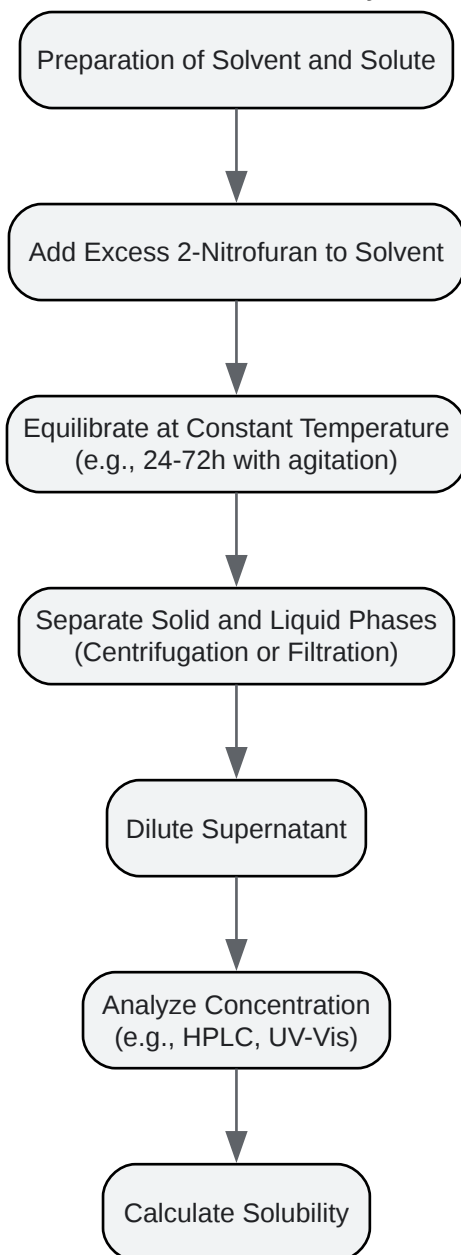 Preparation of Solvent and Solute
Add Excess 2-Nitrofuran to Solvent
Equilibrate at Constant Temperature
(e.g., 24-72h with agitation)
Separate Solid and Liquid Phases
(Centrifugation or Filtration)
Dilute Supernatant
Analyze Concentration
(e.g., HPLC, UV-Vis)
Calculate Solubility